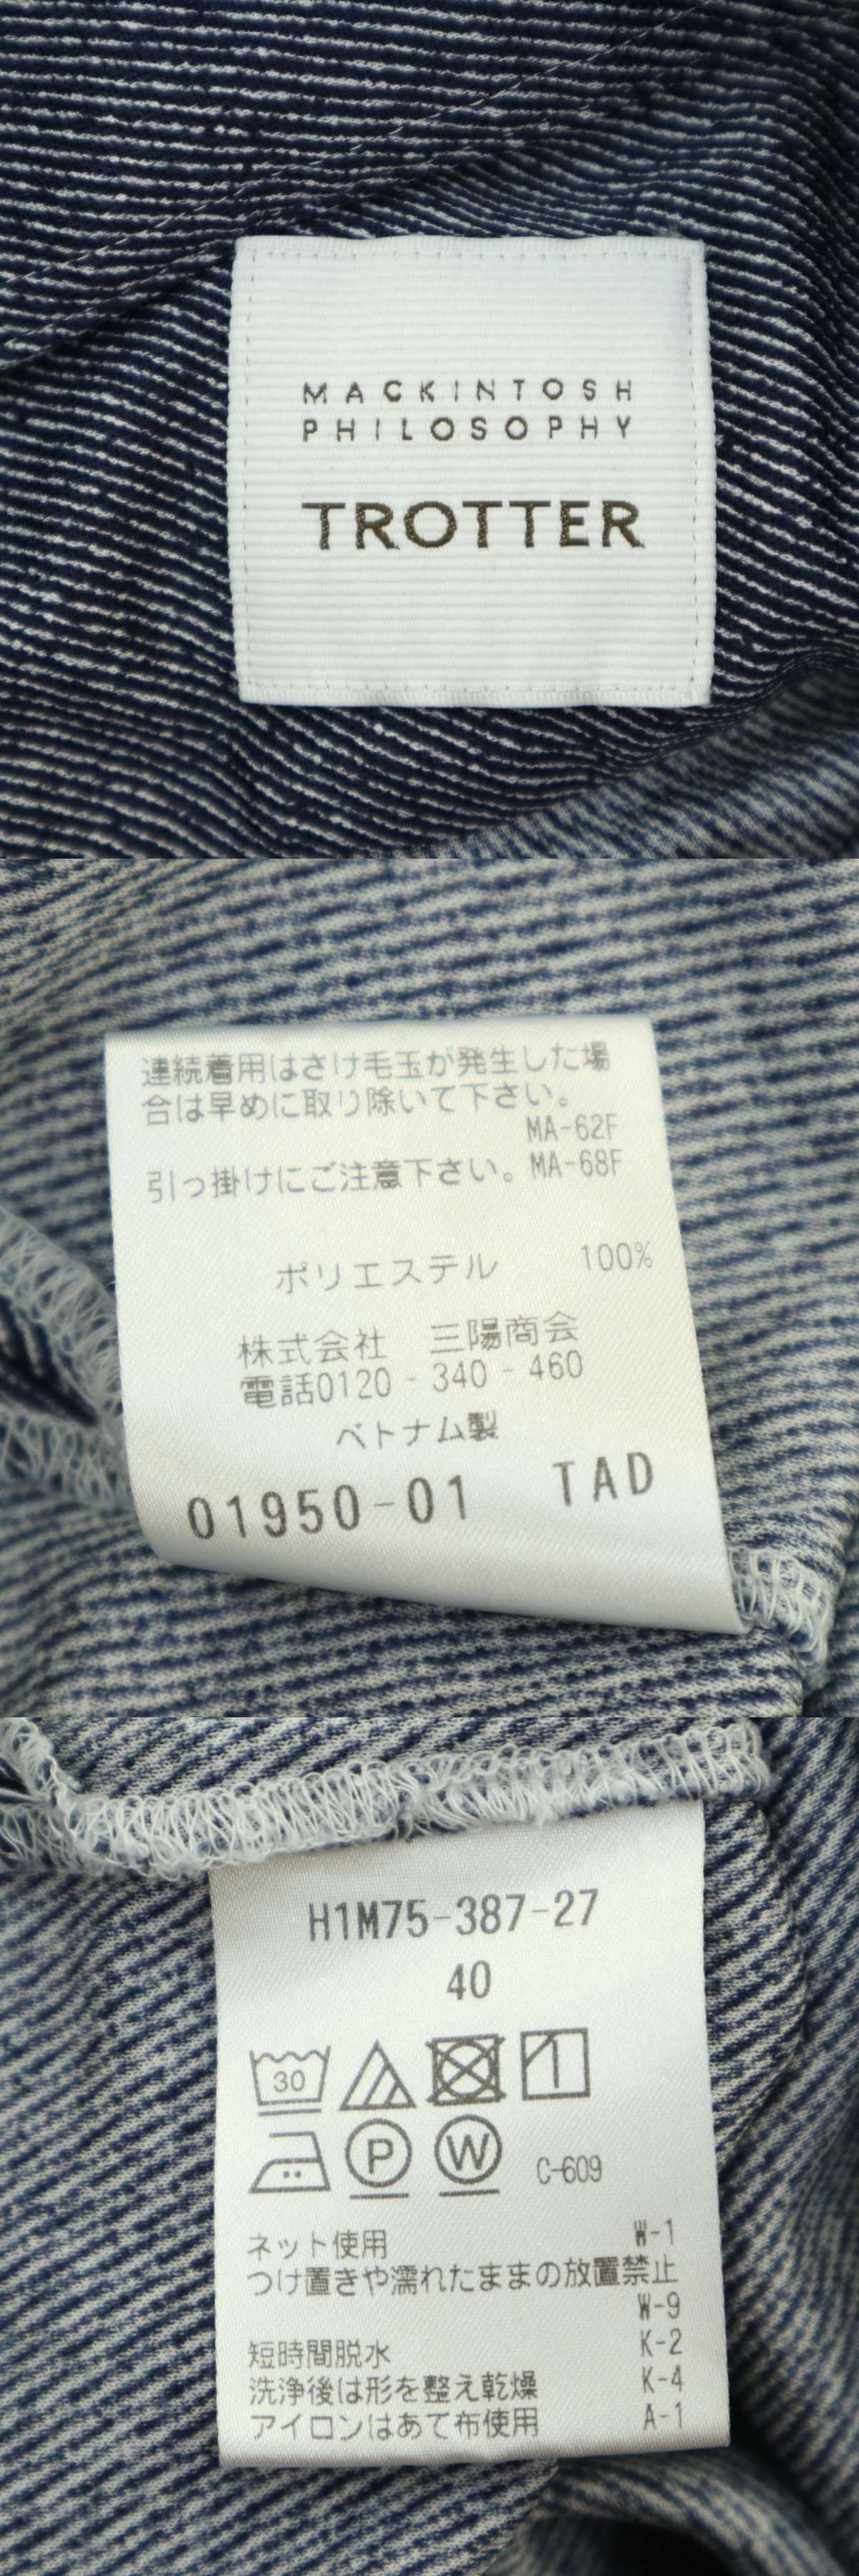 MACKINTOSH
PHILOSOPHY
TROTTER
連続着用はさけ毛玉が発生した場
合は早めに取り除いて下さい。
MA-62F
引っ掛けにご注意下さい。MA-68F
ポリエステル 100%
株式会社 三陽商会
電話0120-340-460
ベトナム製
01950-01 TAD
H1M75-387-27
40
30
P W C-609
ネット使用 W-1
つけ置きや濡れたままの放置禁止
W-9
短時間脱水 K-2
洗浄後は形を整え乾燥 K-4
アイロンはあて布使用 A-1